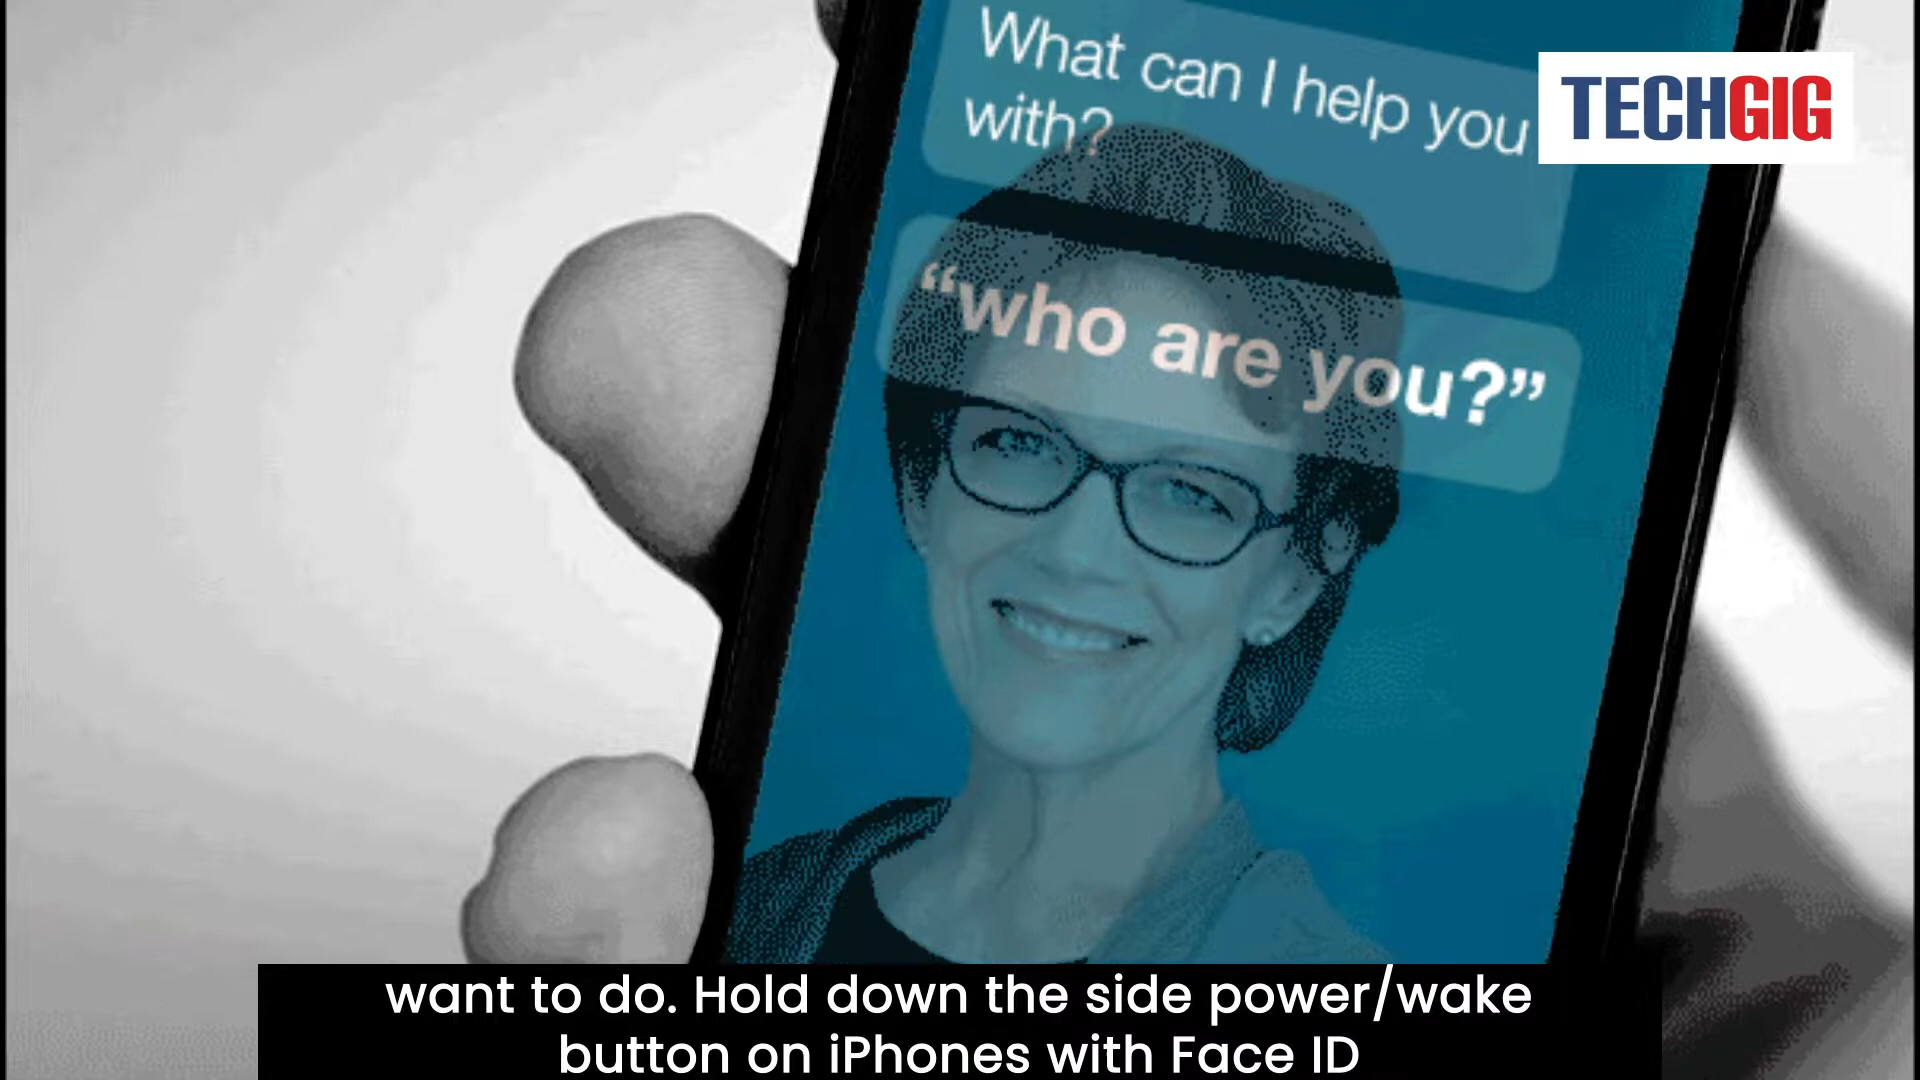 What can I help you
with?
TECHGIG
“who are you?”
want to do. Hold down the side power/wake
button on iPhones with Face ID